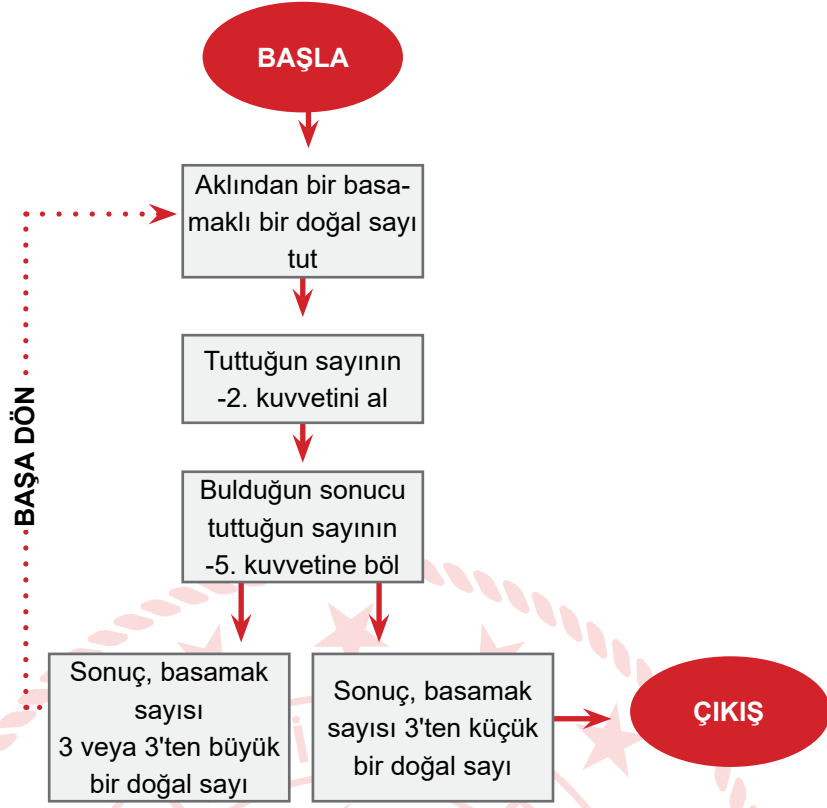 BAŞLA
Aklından bir basa-
maklı bir doğal sayı
tut
Tuttuğun sayının
-2. kuvvetini al
BAŞA DÖN
Bulduğun sonucu
tuttuğun sayının
-5. kuvvetine böl
Sonuç, basamak
sayısı
3 veya 3'ten büyük
bir doğal sayı
Sonuç, basamak
sayısı 3'ten küçük
bir doğal sayı
ÇIKIŞ